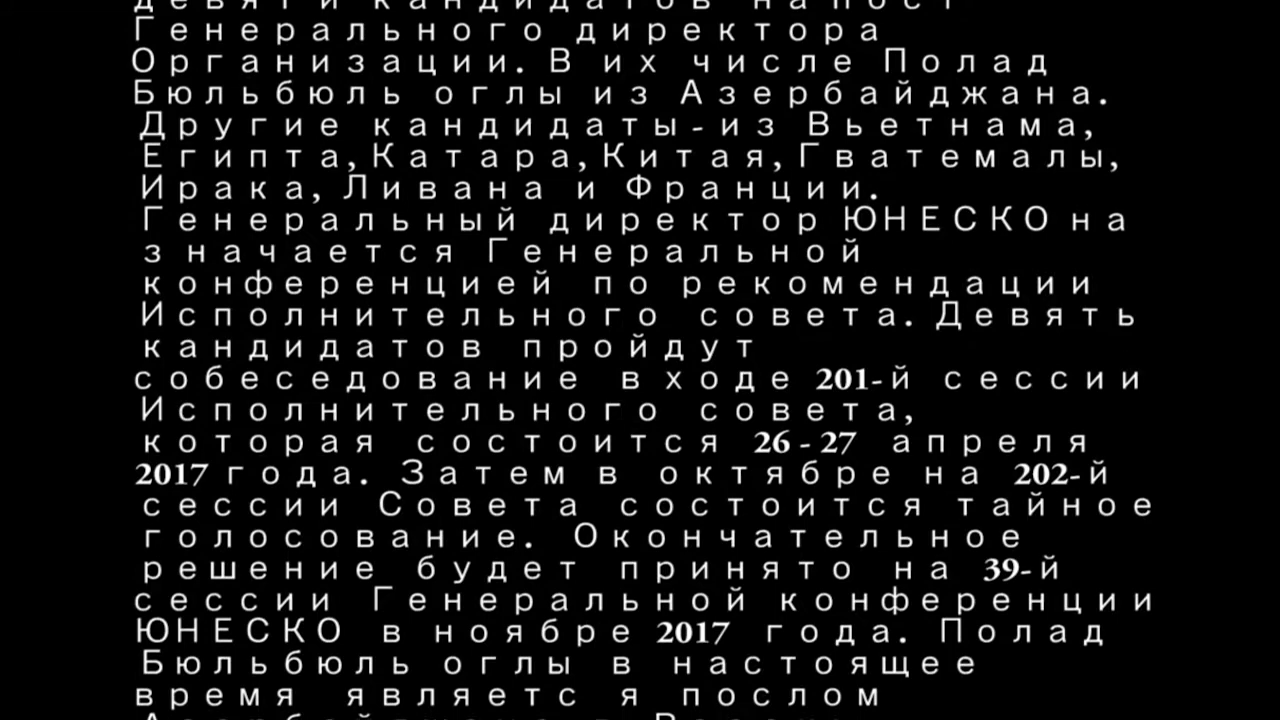 девяти кандидатов на пост
Генерального директора
Организации. В их числе Полад
Бюльбюль оглы из Азербайджана.
Другие кандидаты-из Вьетнама,
Египта, Катара, Китая, Гватемалы,
Ирака, Ливана и Франции.
Генеральный директор ЮНЕСКО на
значается Генеральной
конференцией по рекомендации
Исполнительного совета. Девять
кандидатов пройдут
собеседование в ходе 201-й сессии
Исполнительного совета,
которая состоится 26-27 апреля
2017 года. Затем в октябре на 202-й
сессии Совета состоится тайное
голосование. Окончательное
решение будет принято на 39-й
сессии Генеральной конференции
ЮНЕСКО в ноябре 2017 года. Полад
Бюльбюль оглы в настоящее
время являетс я послом